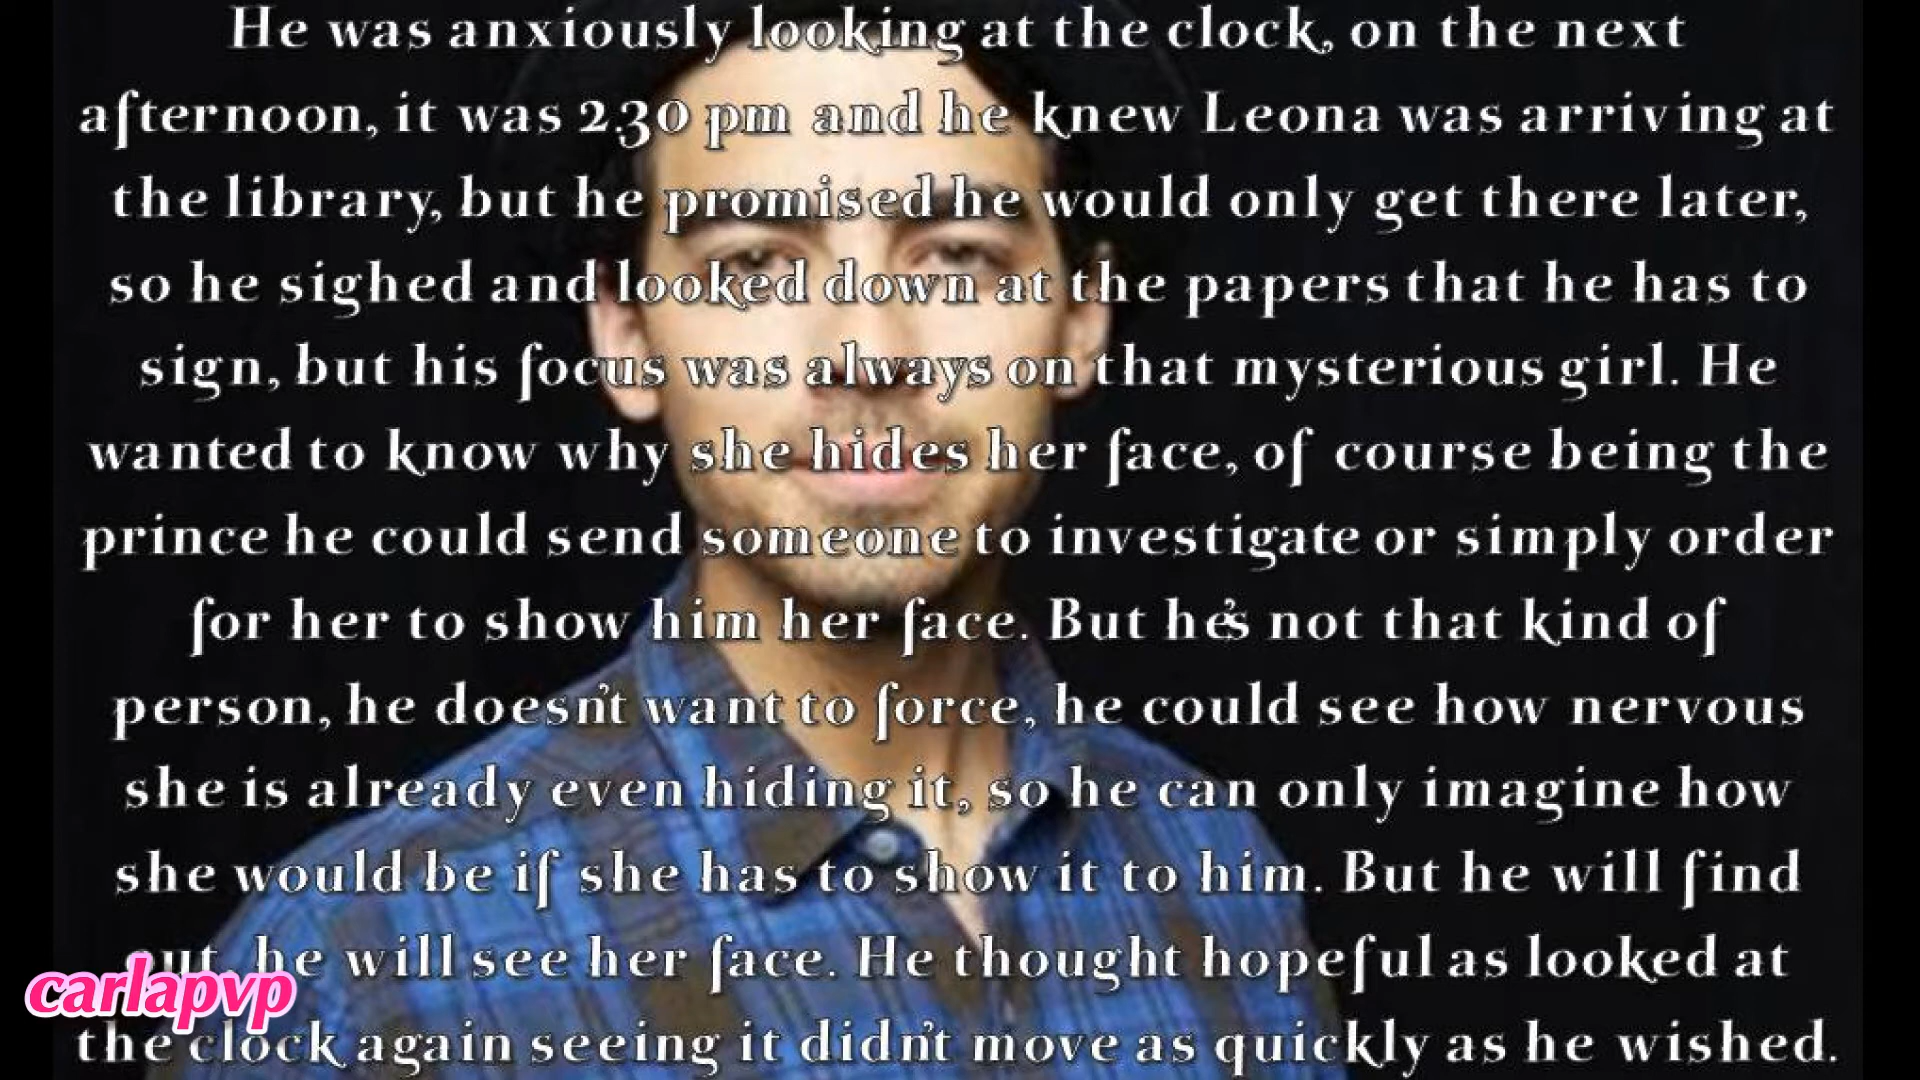 He was anxiously looking at the clock, on the next
afternoon, it was 2.30 pm and he knew Leona was arriving at
the library, but he promised he would only get there later,
so he sighed and looked down at the papers that he has to
sign, but his focus was always on that mysterious girl. He
wanted to know why she hides her face, of course being the
prince he could send someone to investigate or simply order
for her to show him her face. But he's not that kind of
person, he doesn't want to force, he could see how nervous
she is already even hiding it, so he can only imagine how
she would be if she has to show it to him. But he will find
out, he will see her face. He thought hopeful as looked at
the clock again seeing it didn't move as quickly as he wished.
carlapvp